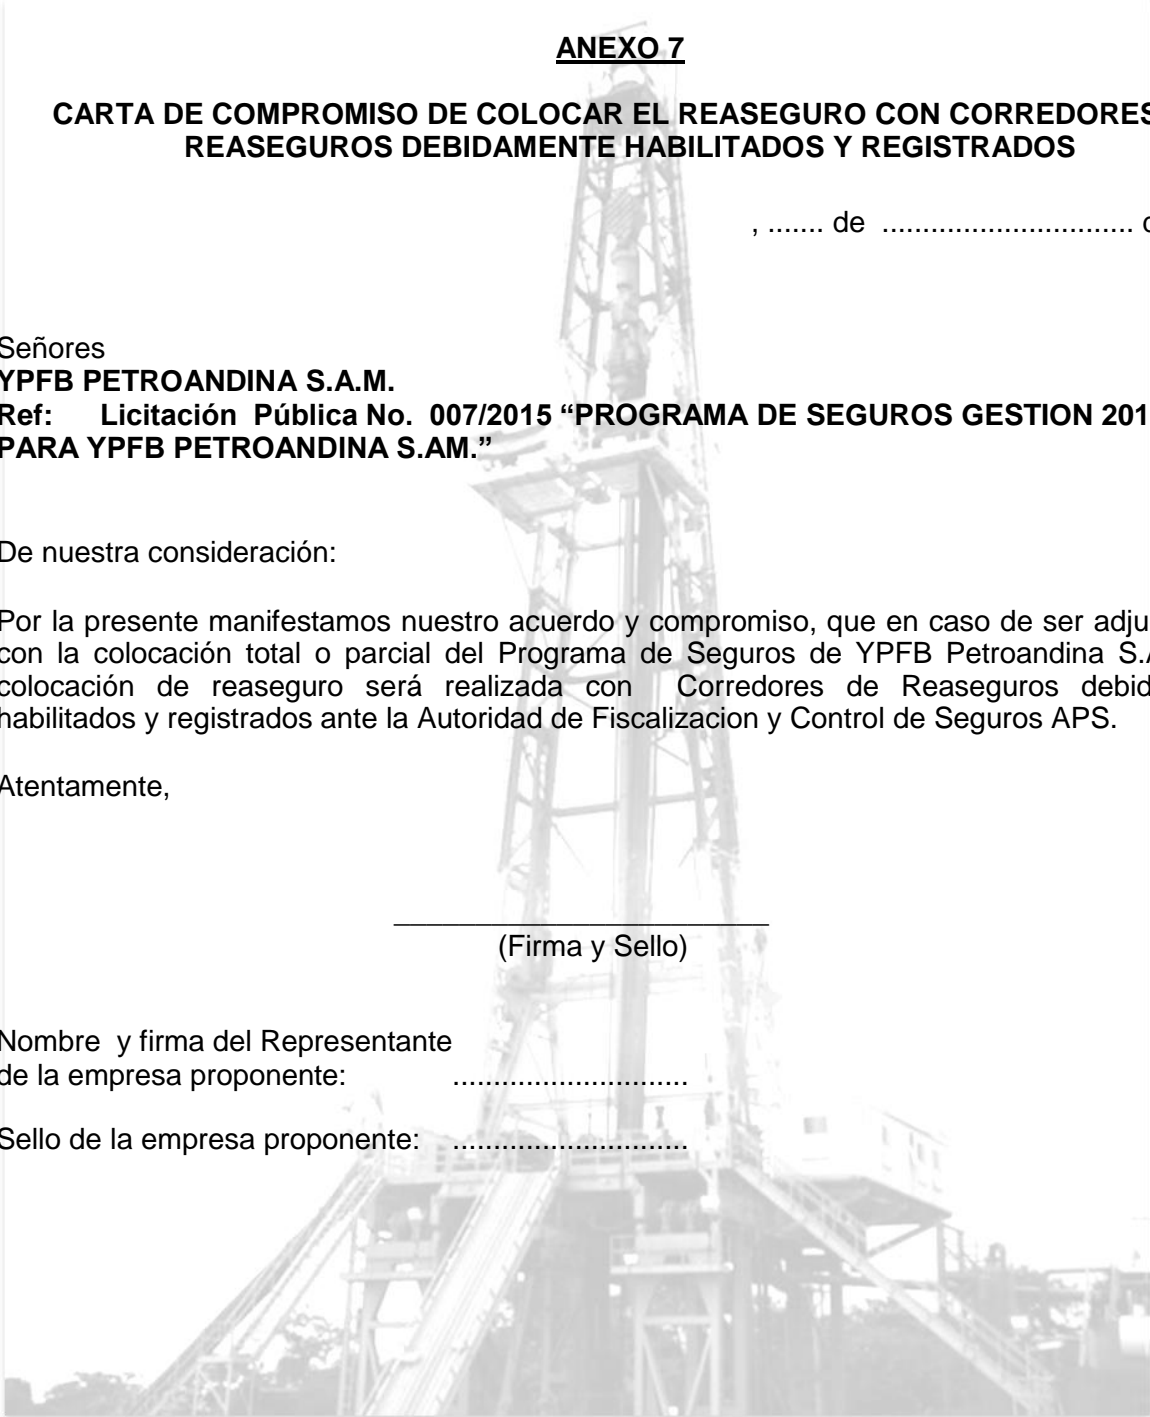 ANEXO 7
CARTA DE COMPROMISO DE COLOCAR EL REASEGURO CON CORREDORES
REASEGUROS DEBIDAMENTE HABILITADOS Y REGISTRADOS
, ....... de ............................... 
Señores
YPFB PETROANDINA S.A.M.
Ref: Licitación Pública No. 007/2015 “PROGRAMA DE SEGUROS GESTION 201
PARA YPFB PETROANDINA S.AM.”
De nuestra consideración:
Por la presente manifestamos nuestro acuerdo y compromiso, que en caso de ser adju
con la colocación total o parcial del Programa de Seguros de YPFB Petroandina S.A
colocación de reaseguro será realizada con Corredores de Reaseguros debid
habilitados y registrados ante la Autoridad de Fiscalizacion y Control de Seguros APS.
Atentamente,
_______________________
(Firma y Sello)
Nombre y firma del Representante
de la empresa proponente: .............................
Sello de la empresa proponente: .............................